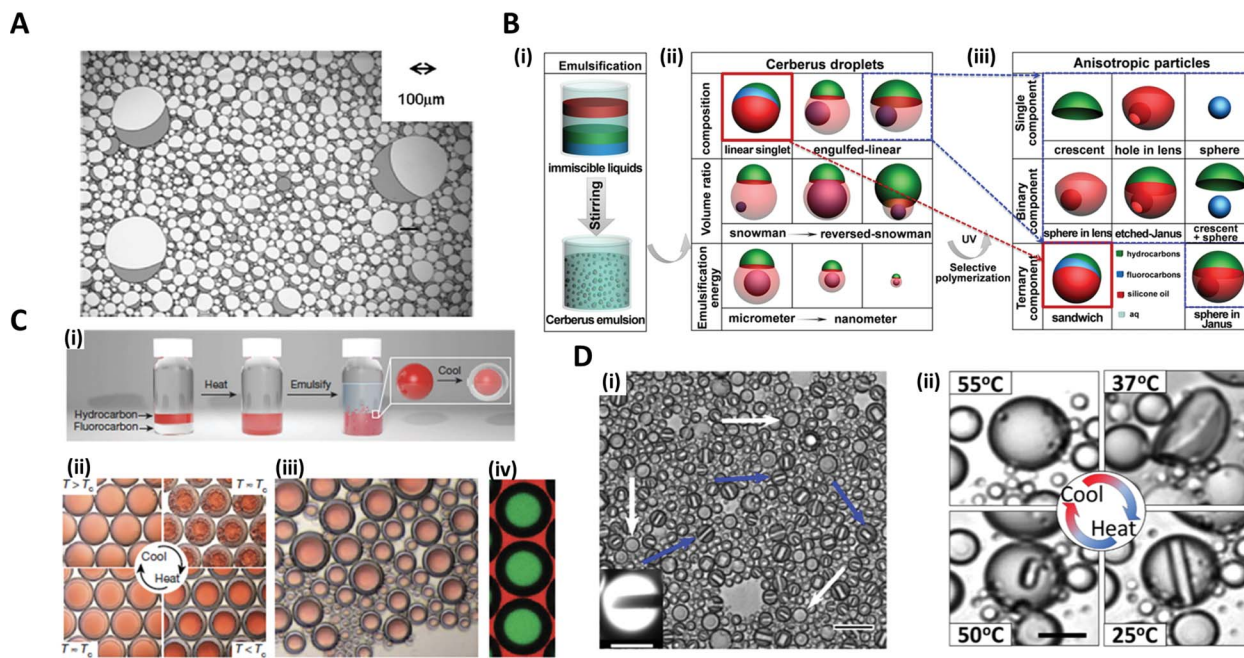 A
100μm
B
(i)
Emulsification
immiscible liquids
Stirring
Cerberus emulsion
(ii)
Cerberus droplets
composition
linear singlet
engulfed-linear
Volume ratio
snowman
reversed-snowman
Emulsification
energy
micrometer
nanometer
UV
Selective
polymerization
(iii)
Anisotropic particles
Single
component
crescent
hole in lens
sphere
Binary
component
sphere in lens
etched-Janus
crescent
+ sphere
Ternary
component
sandwich
hydrocarbons
fluorocarbons
silicone oil
aq
sphere in
Janus
C
(i)
Hydrocarbon
Fluorocarbon
Heat
Emulsify
Cool
(ii)
T > Tc
T ≈ Tc
Cool
Heat
T ≈ Tc
T < Tc
(iii)
(iv)
D
(i)
(ii)
55°C
37°C
Cool
Heat
50°C
25°C